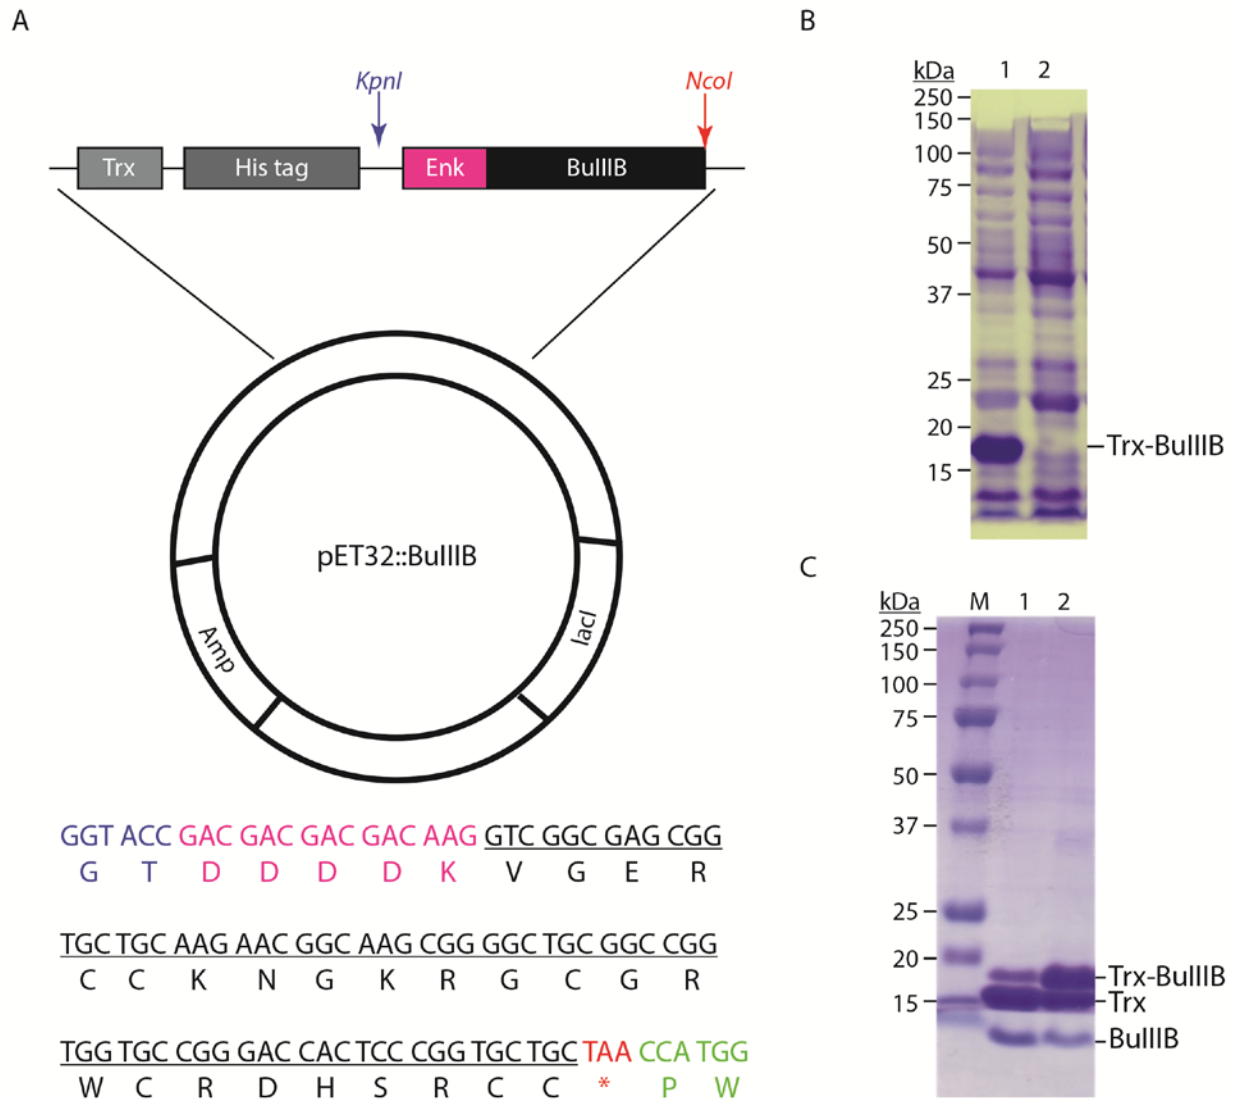 A
KpnI
NcoI
Trx
His tag
Enk
BuIIIB
pET32::BuIIIB
Amp
lacI
GGT ACC GAC GAC GAC GAC AAG GTC GGC GAG CGG
G T D D D D K V G E R
TGC TGC AAG AAC GGC AAG CGG GGC TGC GGC CGG
C C K N G K R G C G R
TGG TGC CGG GAC CAC TCC CGG TGC TGC TAA CCA TGG
W C R D H S R C C * P W
B
kDa 1 2
250
150
100
75
50
37
25
20
Trx-BuIIIB
15
C
kDa M 1 2
250
150
100
75
50
37
25
20
Trx-BuIIIB
15
Trx
BuIIIB